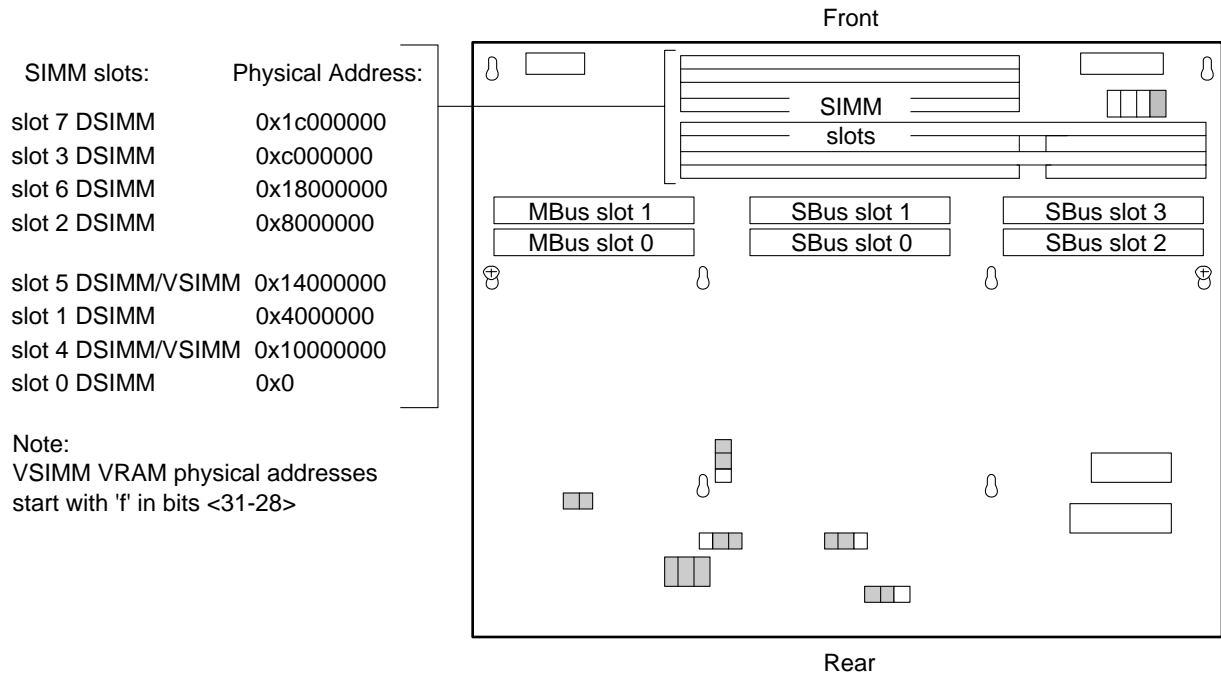 Front
SIMM slots: Physical Address:
slot 7 DSIMM 0x1c000000
slot 3 DSIMM 0xc000000
slot 6 DSIMM 0x18000000
slot 2 DSIMM 0x8000000
slot 5 DSIMM/VSIMM 0x14000000
slot 1 DSIMM 0x4000000
slot 4 DSIMM/VSIMM 0x10000000
slot 0 DSIMM 0x0
Note:
VSIMM VRAM physical addresses
start with 'f' in bits <31-28>
SIMM
slots
MBus slot 1 SBus slot 1 SBus slot 3
MBus slot 0 SBus slot 0 SBus slot 2
Rear